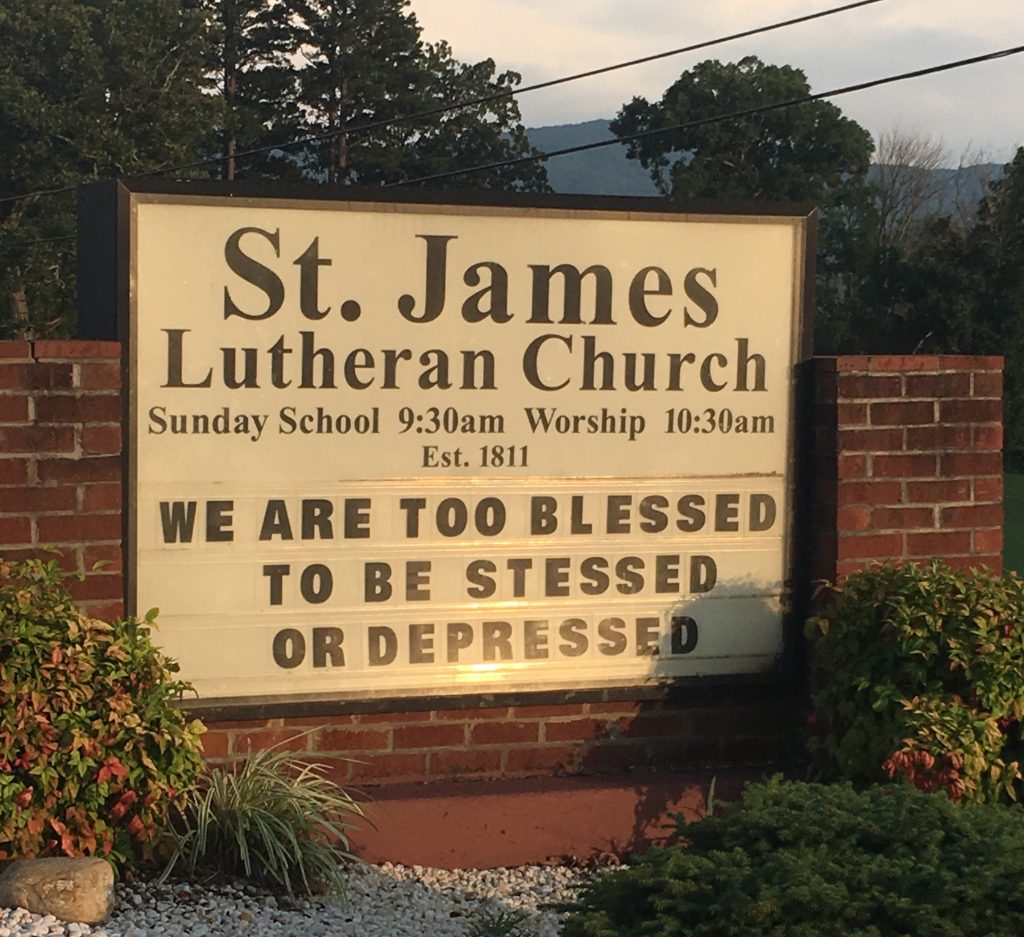 St. James
Lutheran Church
Sunday School 9:30am Worship 10:30am
Est. 1811
WE ARE TOO BLESSED
TO BE STESSED
OR DEPRESSED